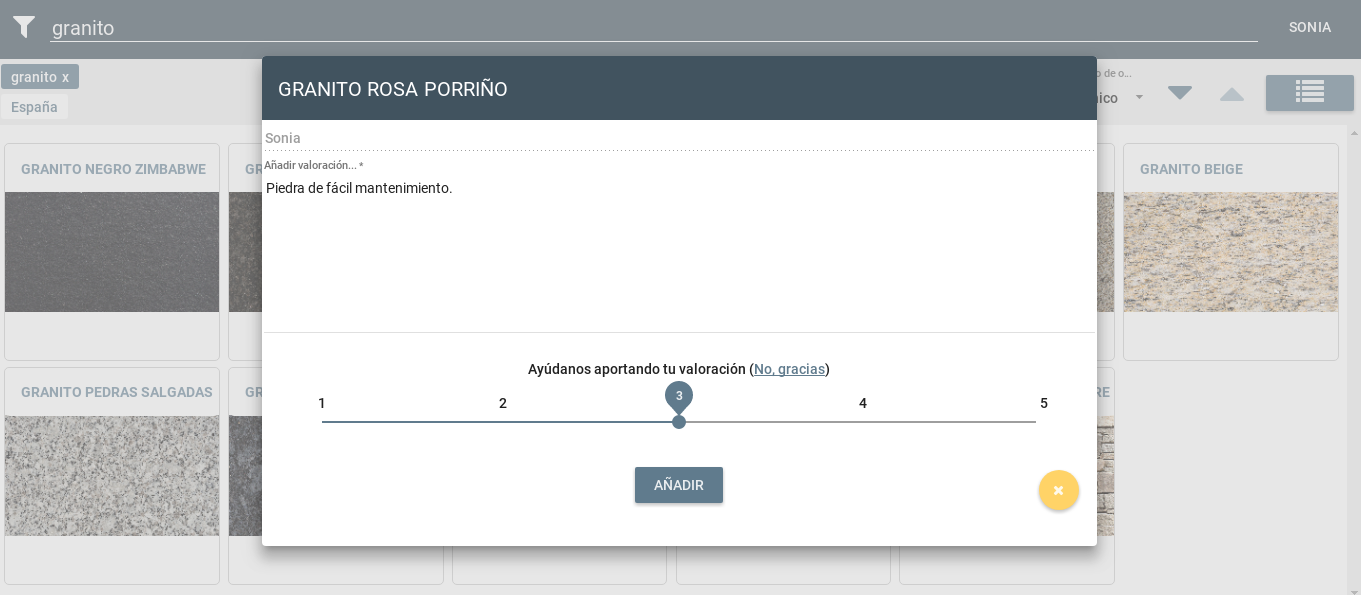 granito
SONIA
granito x
España
o de o...
nico
GRANITO ROSA PORRIÑO
Sonia
Añadir valoración... *
Piedra de fácil mantenimiento.
Ayúdanos aportando tu valoración (No, gracias)
1 2 3 4 5
AÑADIR
GRANITO NEGRO ZIMBABWE
GR
GRANITO BEIGE
GRANITO PEDRAS SALGADAS
GR
RE